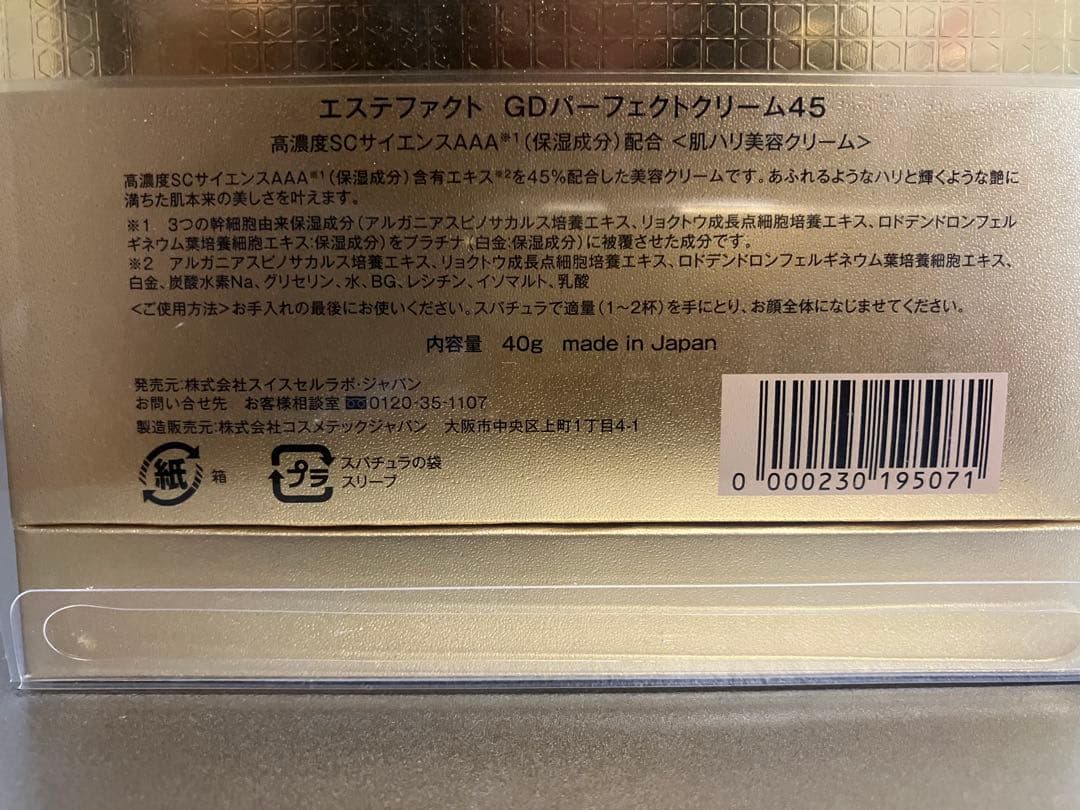 エステファクト GDパーフェクトクリーム45
高濃度SCサイエンスAAA※1(保湿成分)配合 <肌ハリ美容クリーム>
高濃度SCサイエンスAAA※1(保湿成分)含有エキス※2を45%配合した美容クリームです。あふれるようなハリと輝くような艶に
満ちた肌本来の美しさを叶えます。
※1 3つの幹細胞由来保湿成分(アルガニアスピノサカルス培養エキス、リョクトウ成長点細胞培養エキス、ロドデンドロンフェル
ギネウム葉培養細胞エキス:保湿成分)をプラチナ(白金:保湿成分)に被覆させた成分です。
※2 アルガニアスピノサカルス培養エキス、リョクトウ成長点細胞培養エキス、ロドデンドロンフェルギネウム葉培養細胞エキス、
白金、炭酸水素Na、グリセリン、水、BG、レシチン、イソマルト、乳酸
<ご使用方法>お手入れの最後にお使いください。スパチュラで適量(1〜2杯)を手にとり、お顔全体になじませてください。
内容量 40g made in Japan
発売元:株式会社スイスセルラボ・ジャパン
お問い合せ先 お客様相談室 0120-35-1107
製造販売元:株式会社コスメテックジャパン 大阪市中央区上町1丁目4-1
紙 箱
プラ スパチュラの袋
スリーブ
0 000230 195071